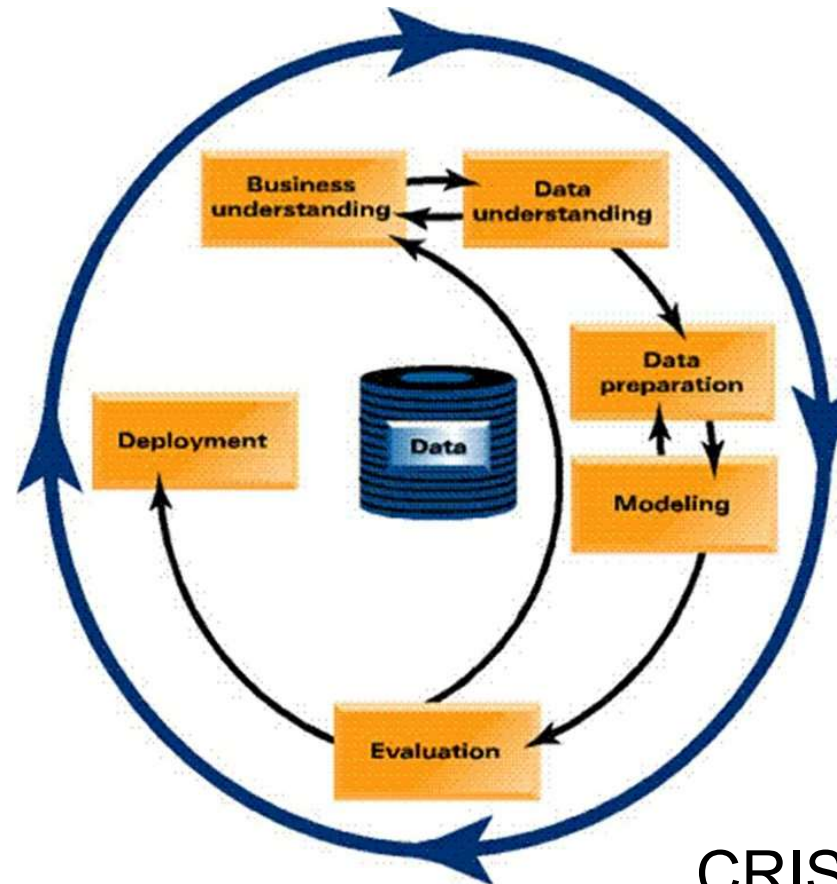 Business
understanding
Data
understanding
Data
preparation
Deployment
Data
Modeling
Evaluation
CRIS